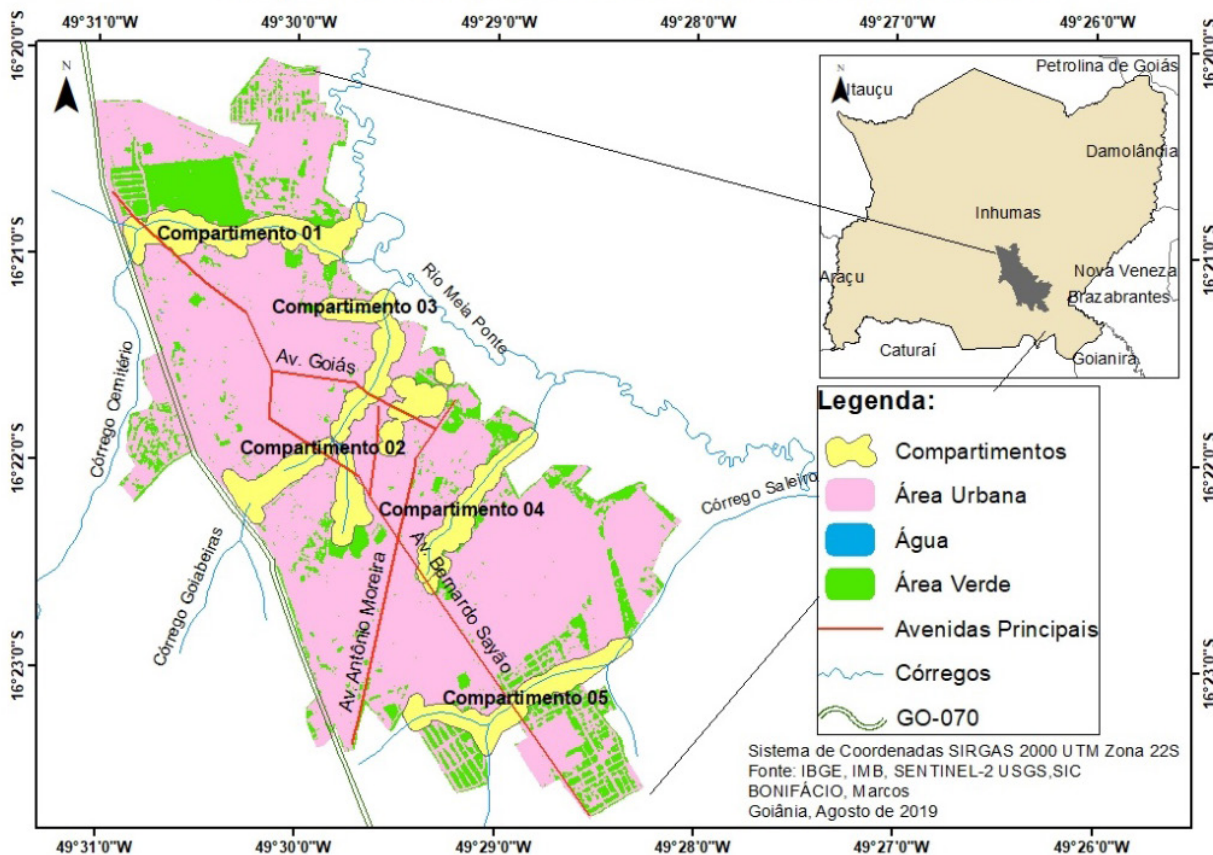 49°31'0"W
49°30'0"W
49°29'0"W
49°28'0"W
49°27'0"W
49°26'0"W
16°20'0"S
16°20'0"S
N
N
Petrolina de Goiás
Itauçu
Damolândia
Inhumas
Nova Veneza
Araçu
Brazabrantes
Caturaí
Goianira
Compartimento 01
16°21'0"S
16°21'0"S
Rio Meia Ponte
Compartimento 03
Av. Goiás
Córrego Cemitério
Compartimento 02
16°22'0"S
16°22'0"S
Córrego Saleiro
Compartimento 04
Av. Bernardo Sayão
Av. Antônio Moreira
Córrego Goiabeiras
16°23'0"S
16°23'0"S
Compartimento 05
Legenda:
Compartimentos
Área Urbana
Água
Área Verde
Avenidas Principais
Córregos
GO-070
Sistema de Coordenadas SIRGAS 2000 UTM Zona 22S
Fonte: IBGE, IMB, SENTINEL-2 USGS,SIC
BONIFÁCIO, Marcos
Goiânia, Agosto de 2019
49°31'0"W
49°30'0"W
49°29'0"W
49°28'0"W
49°27'0"W
49°26'0"W